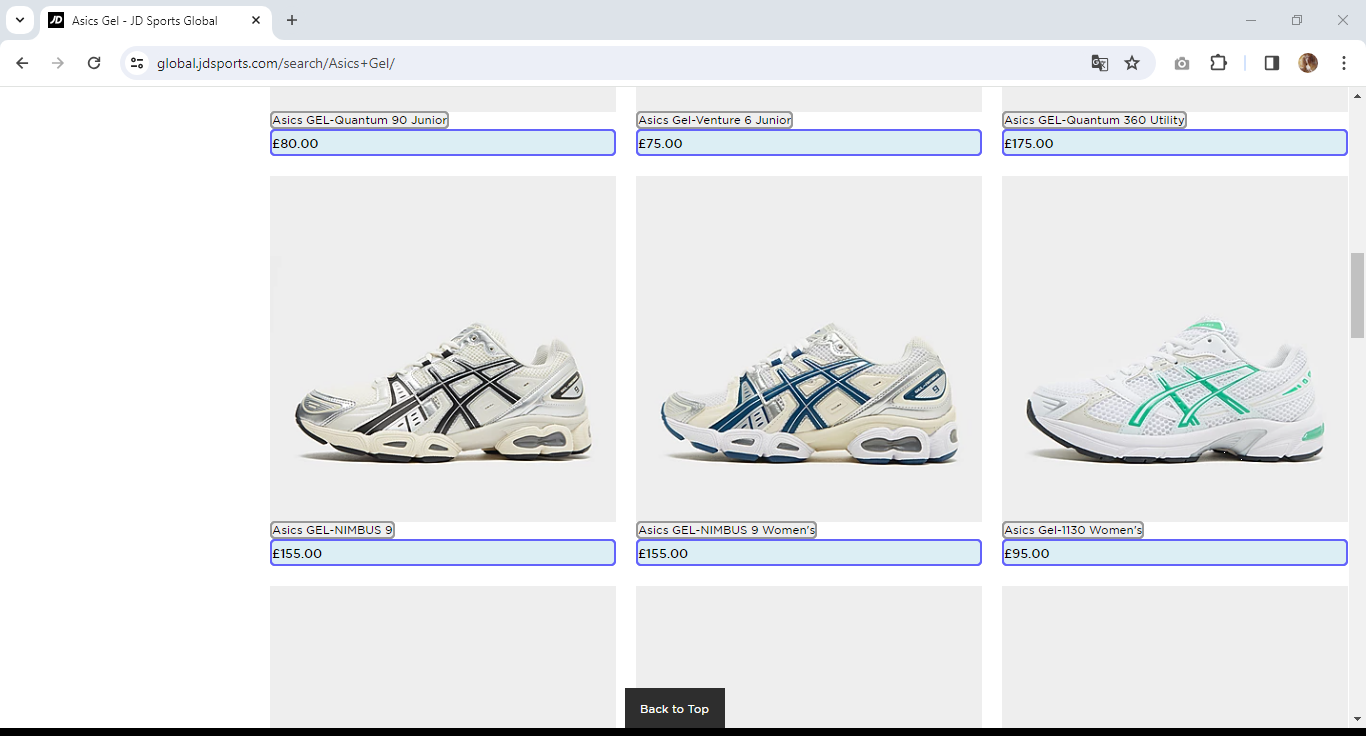 JD Asics Gel - JD Sports Global
global.jdsports.com/search/Asics+Gel/
Asics GEL-Quantum 90 Junior
£80.00
Asics Gel-Venture 6 Junior
£75.00
Asics GEL-Quantum 360 Utility
£175.00
Asics GEL-NIMBUS 9
£155.00
Asics GEL-NIMBUS 9 Women's
£155.00
Asics Gel-1130 Women's
£95.00
Back to Top